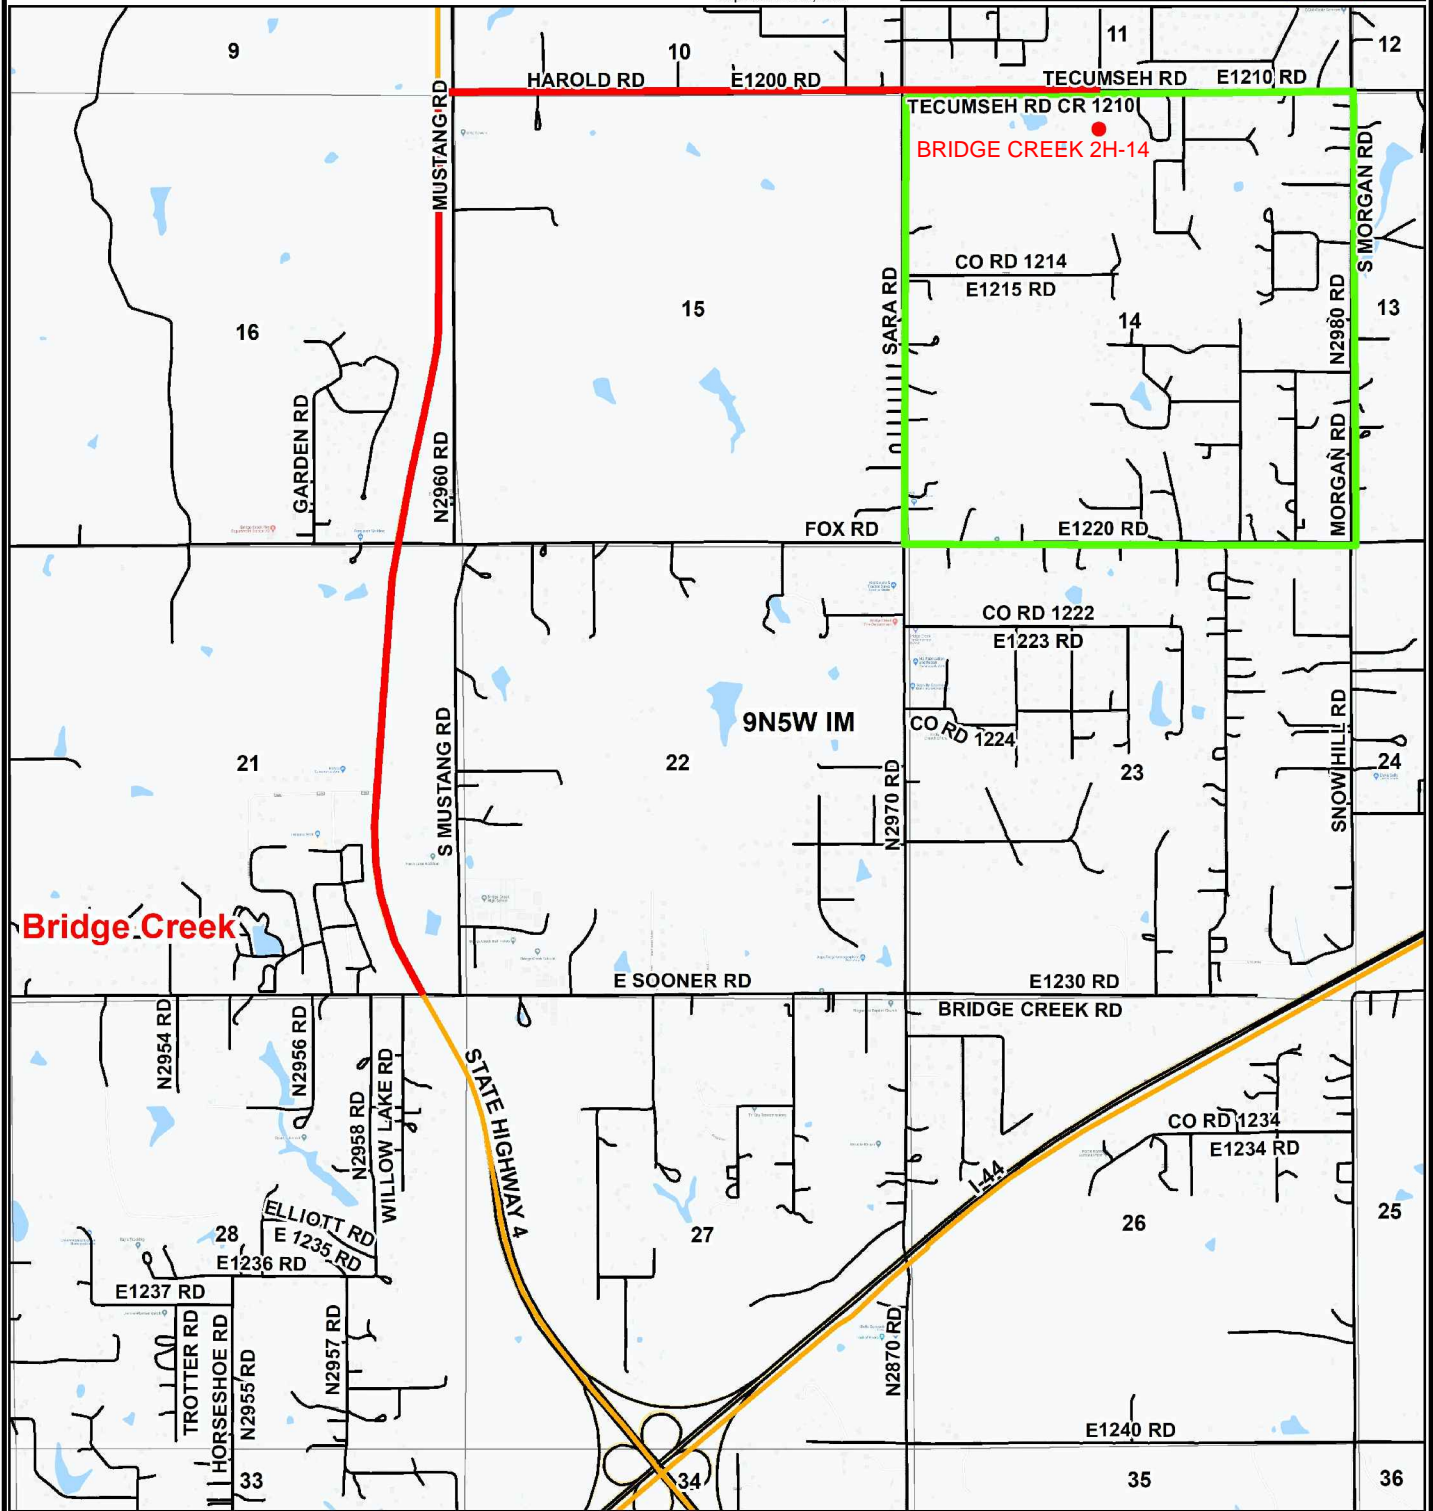 9
10
11
12
HAROLD RD
E1200 RD
TECUMSEH RD
E1210 RD
MUSTANG RD
TECUMSEH RD CR 1210
BRIDGE CREEK 2H-14
S MORGAN RD
CO RD 1214
E1215 RD
SARA RD
N2980 RD
13
14
15
16
GARDEN RD
N2960 RD
MORGAN RD
FOX RD
E1220 RD
CO RD 1222
E1223 RD
9N5W IM
CO RD 1224
S MUSTANG RD
SNOW HILL RD
21
22
N2970 RD
23
24
Bridge Creek
E SOONER RD
E1230 RD
BRIDGE CREEK RD
N2954 RD
N2956 RD
N2958 RD
WILLOW LAKE RD
STATE HIGHWAY 4
CO RD 1234
E1234 RD
I-44
ELLIOTT RD
E 1235 RD
28
27
26
25
E1236 RD
E1237 RD
TROTTER RD
HORSESHOE RD
N2955 RD
N2957 RD
N2870 RD
E1240 RD
33
34
35
36